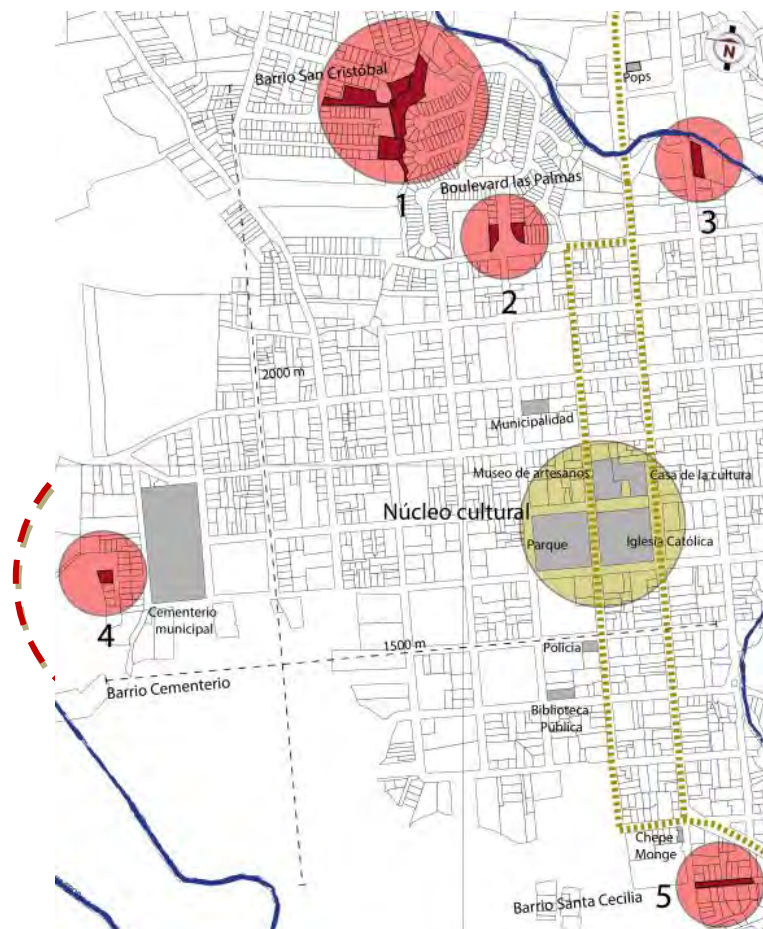 Barrio San Cristóbal
N
Pops
1
Boulevard las Palmas
2
3
2000 m
Municipalidad
Museo de artesanos
Casa de la cultura
Núcleo cultural
Parque
Iglesia Católica
4
Cementerio
municipal
1500 m
Policia
Barrio Cementerio
Biblioteca
Pública
Chepe
Monge
Barrio Santa Cecilia
5